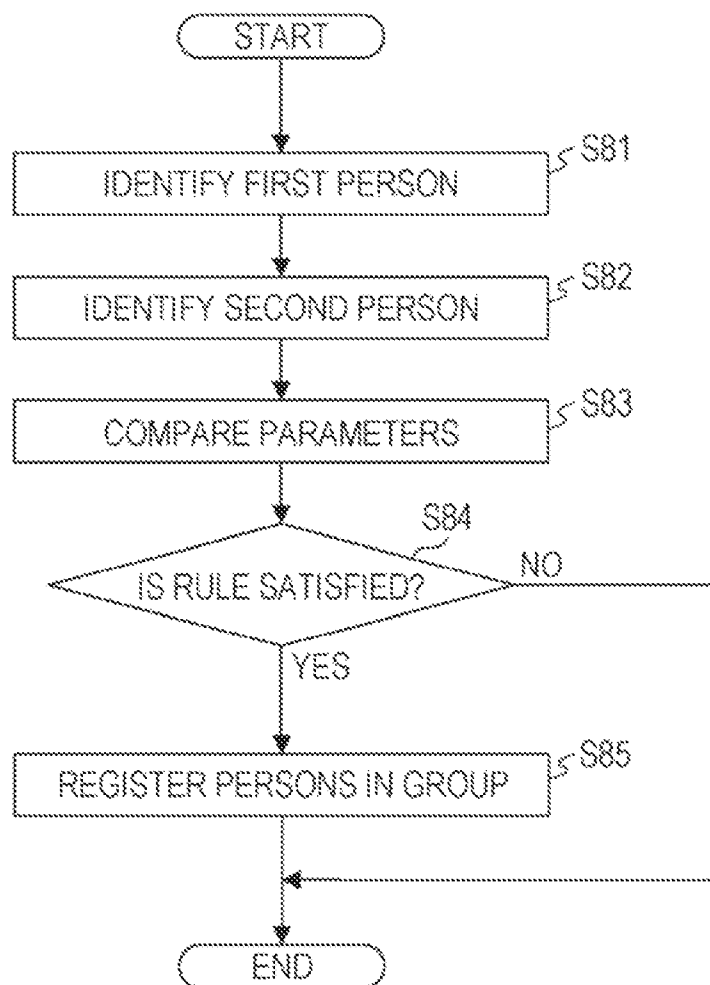 START
IDENTIFY FIRST PERSON
S81
IDENTIFY SECOND PERSON
S82
COMPARE PARAMETERS
S83
S84
IS RULE SATISFIED?
NO
YES
REGISTER PERSONS IN GROUP
S85
END